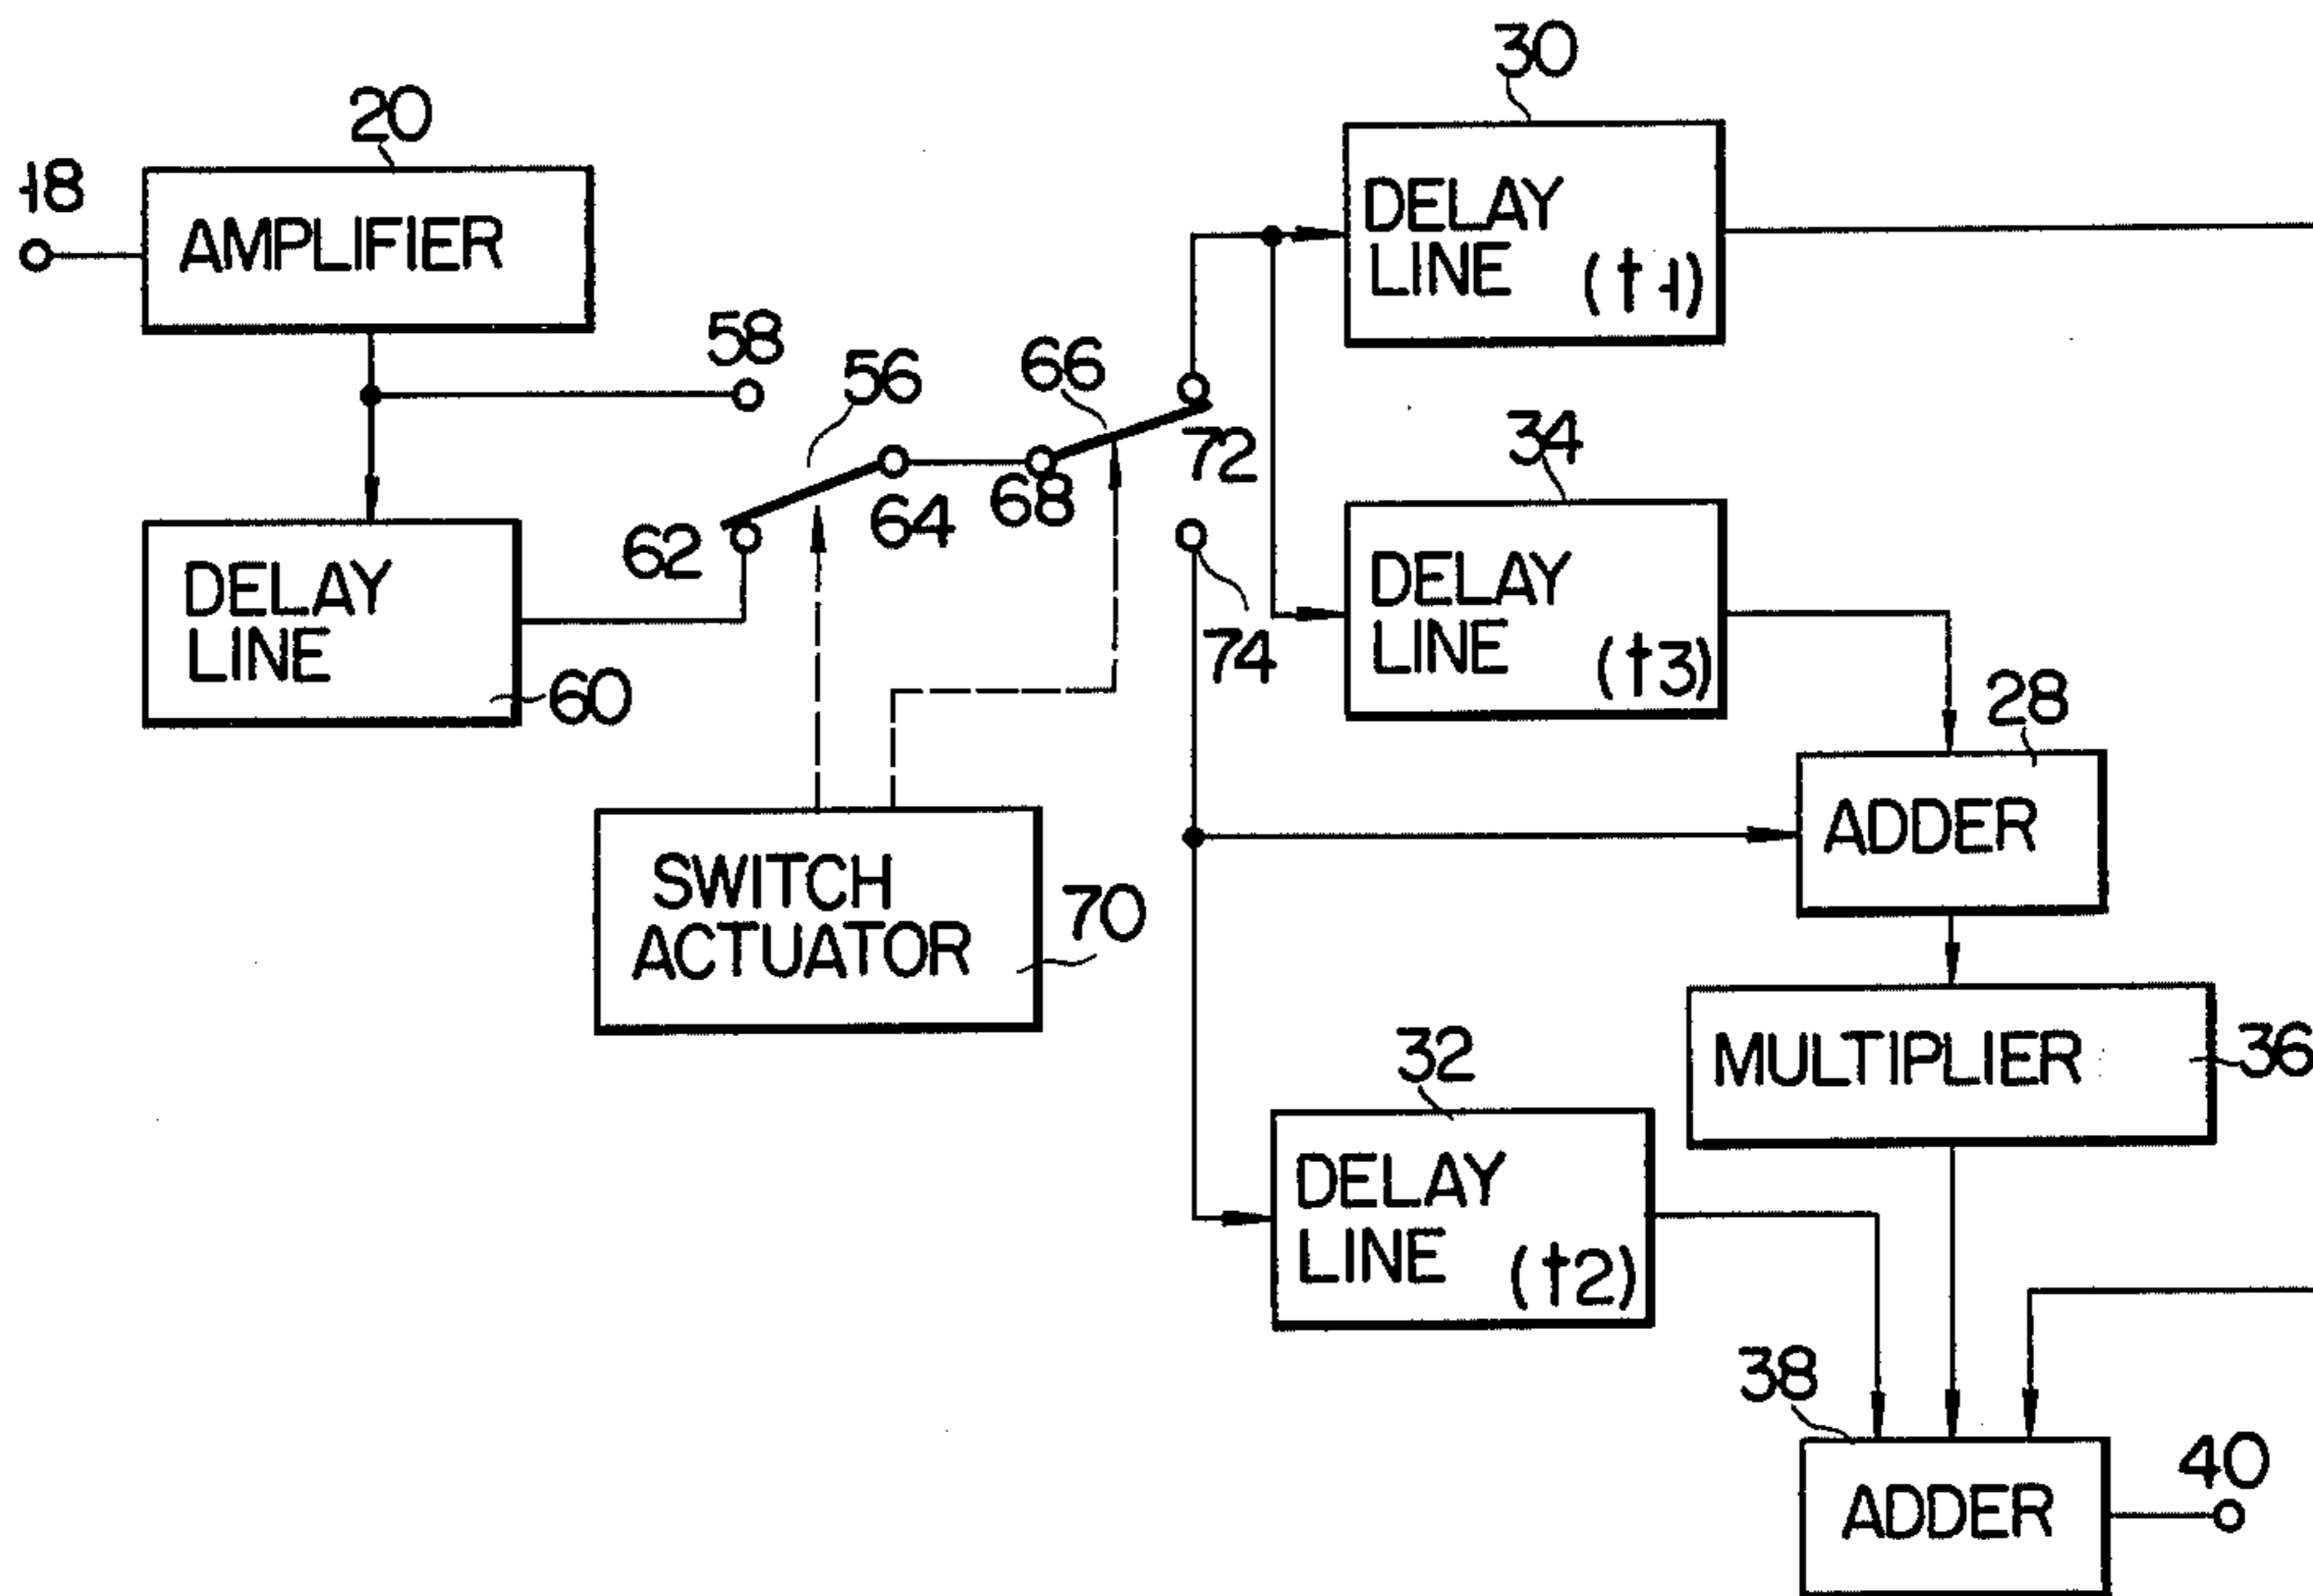 30
20
18
AMPLIFIER
DELAY
LINE (t1)
58
56
66
72
34
62
64
68
DELAY
LINE
60
DELAY
LINE (t3)
74
28
ADDER
SWITCH
ACTUATOR
70
32
MULTIPLIER
36
DELAY
LINE (t2)
38
40
ADDER